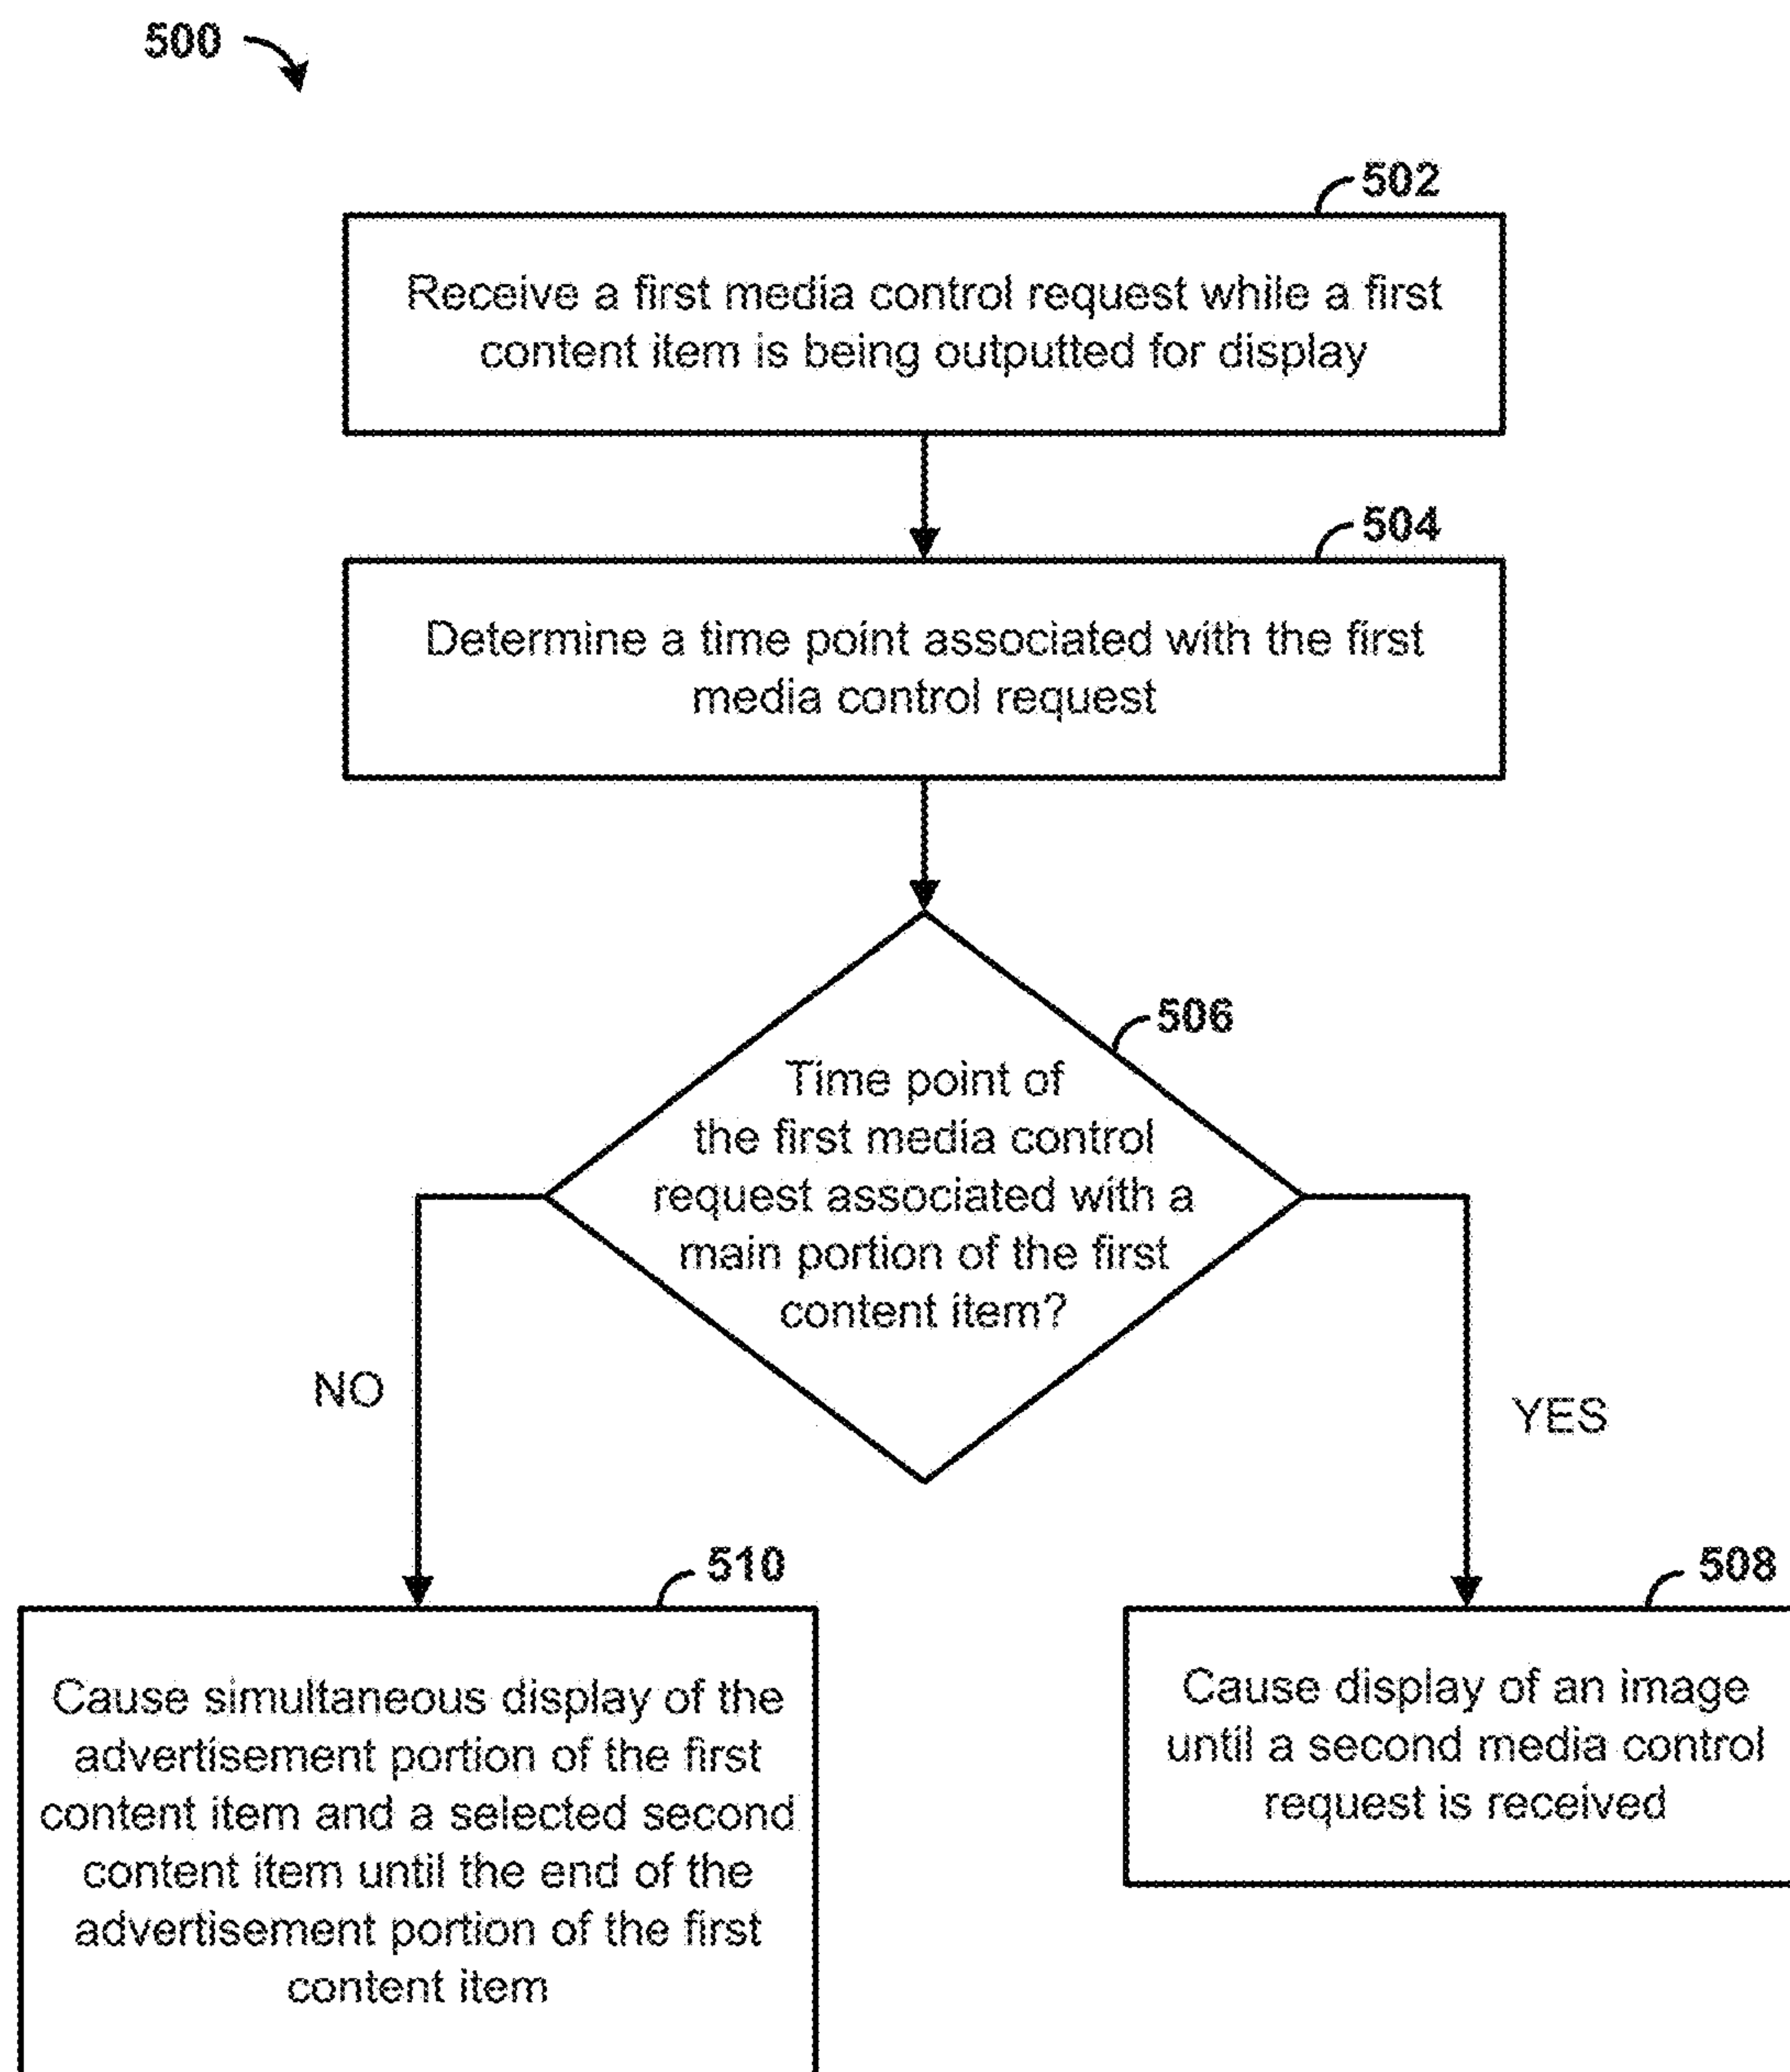 500
502
Receive a first media control request while a first
content item is being outputted for display
504
Determine a time point associated with the first
media control request
506
Time point of
the first media control
request associated with a
main portion of the first
content item?
NO
YES
510
Cause simultaneous display of the
advertisement portion of the first
content item and a selected second
content item until the end of the
advertisement portion of the first
content item
508
Cause display of an image
until a second media control
request is received